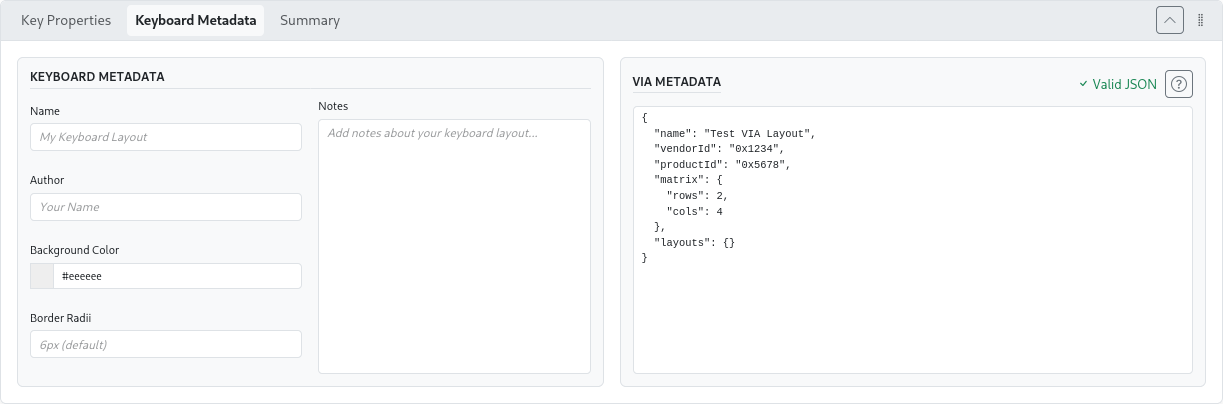 Key Properties
Keyboard Metadata
Summary
KEYBOARD METADATA
Name
My Keyboard Layout
Author
Your Name
Background Color
#eeeeee
Border Radii
6px (default)
Notes
Add notes about your keyboard layout...
VIA METADATA
Valid JSON
?
{
  "name": "Test VIA Layout",
  "vendorId": "0x1234",
  "productId": "0x5678",
  "matrix": {
    "rows": 2,
    "cols": 4
  },
  "layouts": {}
}